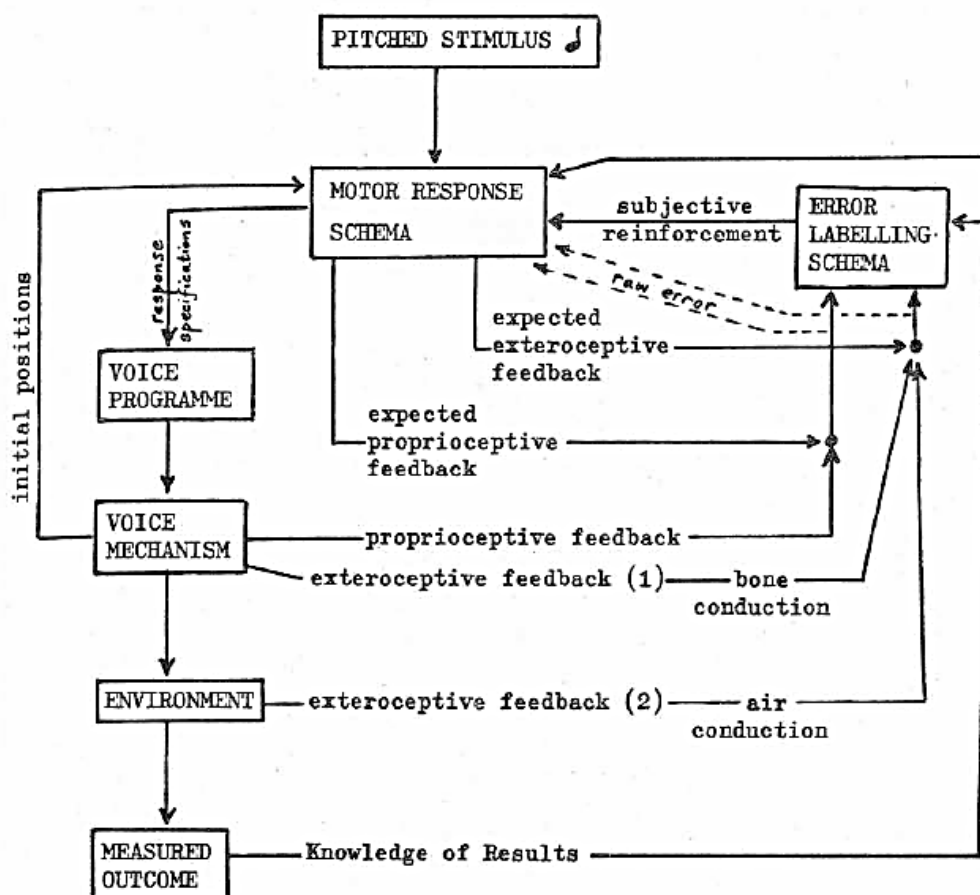 PITCHED STIMULUS
MOTOR RESPONSE
SCHEMA
subjective
reinforcement
ERROR
LABELLING-
SCHEMA
raw error
response
specifications
initial positions
expected
exteroceptive
feedback
VOICE
PROGRAMME
expected
proprioceptive
feedback
VOICE
MECHANISM
proprioceptive feedback
exteroceptive feedback (1)
bone
conduction
ENVIRONMENT
exteroceptive feedback (2)
air
conduction
MEASURED
OUTCOME
Knowledge of Results